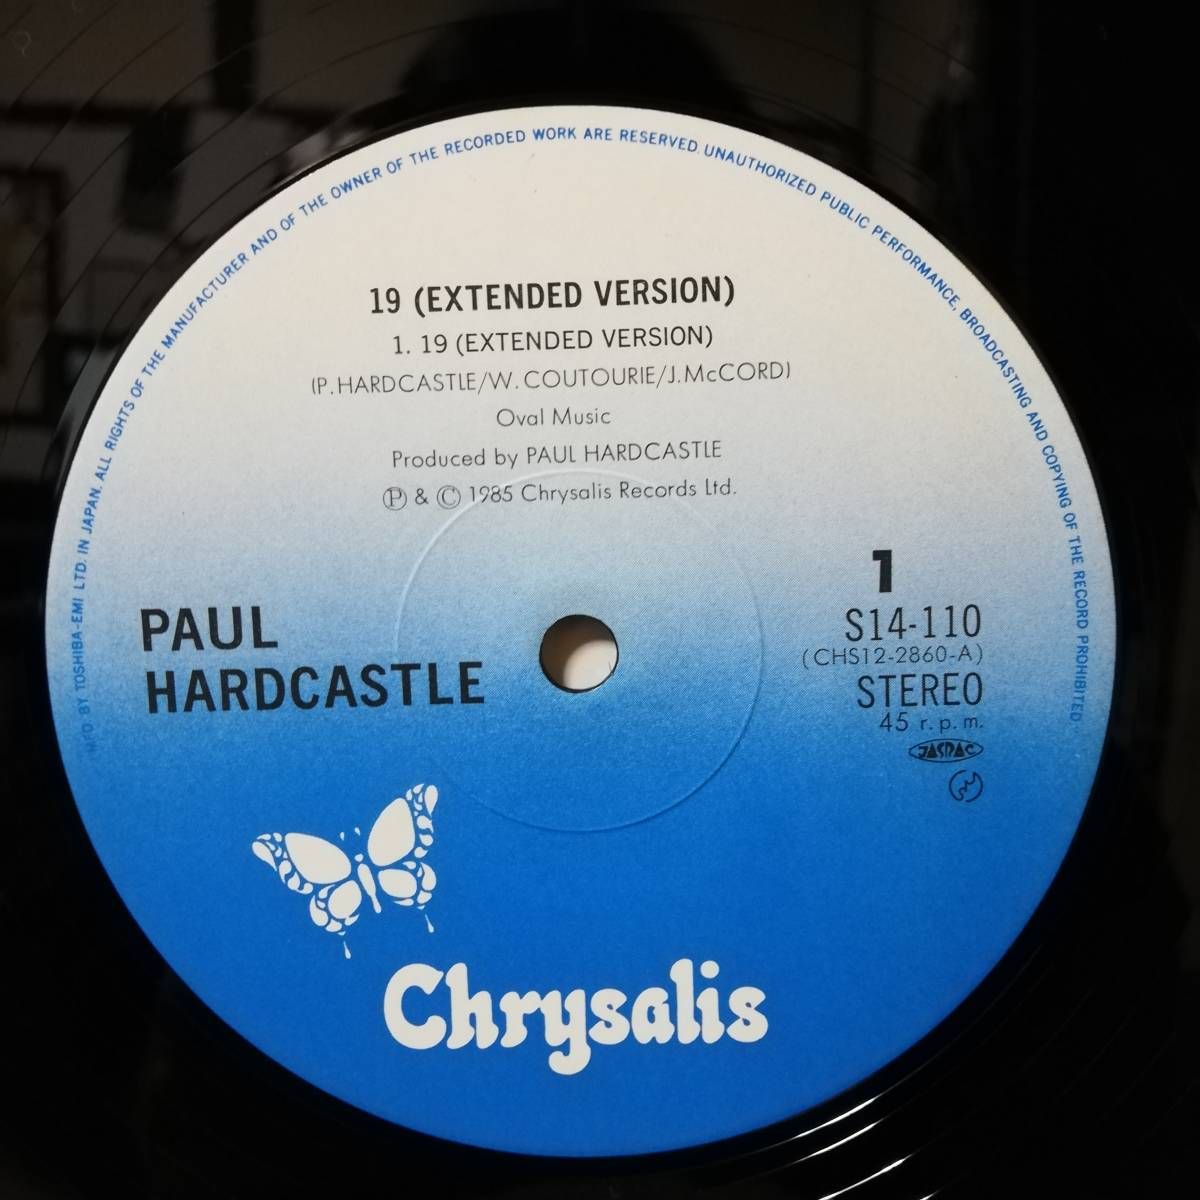 MFD BY TOSHIBA-EMI LTD. IN JAPAN. ALL RIGHTS OF THE MANUFACTURER AND OF THE OWNER OF THE RECORDED WORK ARE RESERVED. UNAUTHORIZED PUBLIC PERFORMANCE, BROADCASTING AND COPYING OF THE RECORD PROHIBITED.
19 (EXTENDED VERSION)
1. 19 (EXTENDED VERSION)
(P.HARDCASTLE/W. COUTOURIE/J.McCORD)
Oval Music
Produced by PAUL HARDCASTLE
Ⓟ & © 1985 Chrysalis Records Ltd.
PAUL
HARDCASTLE
1
S14-110
(CHS12-2860-A)
STEREO
45 r.p.m.
JASRAC
Chrysalis